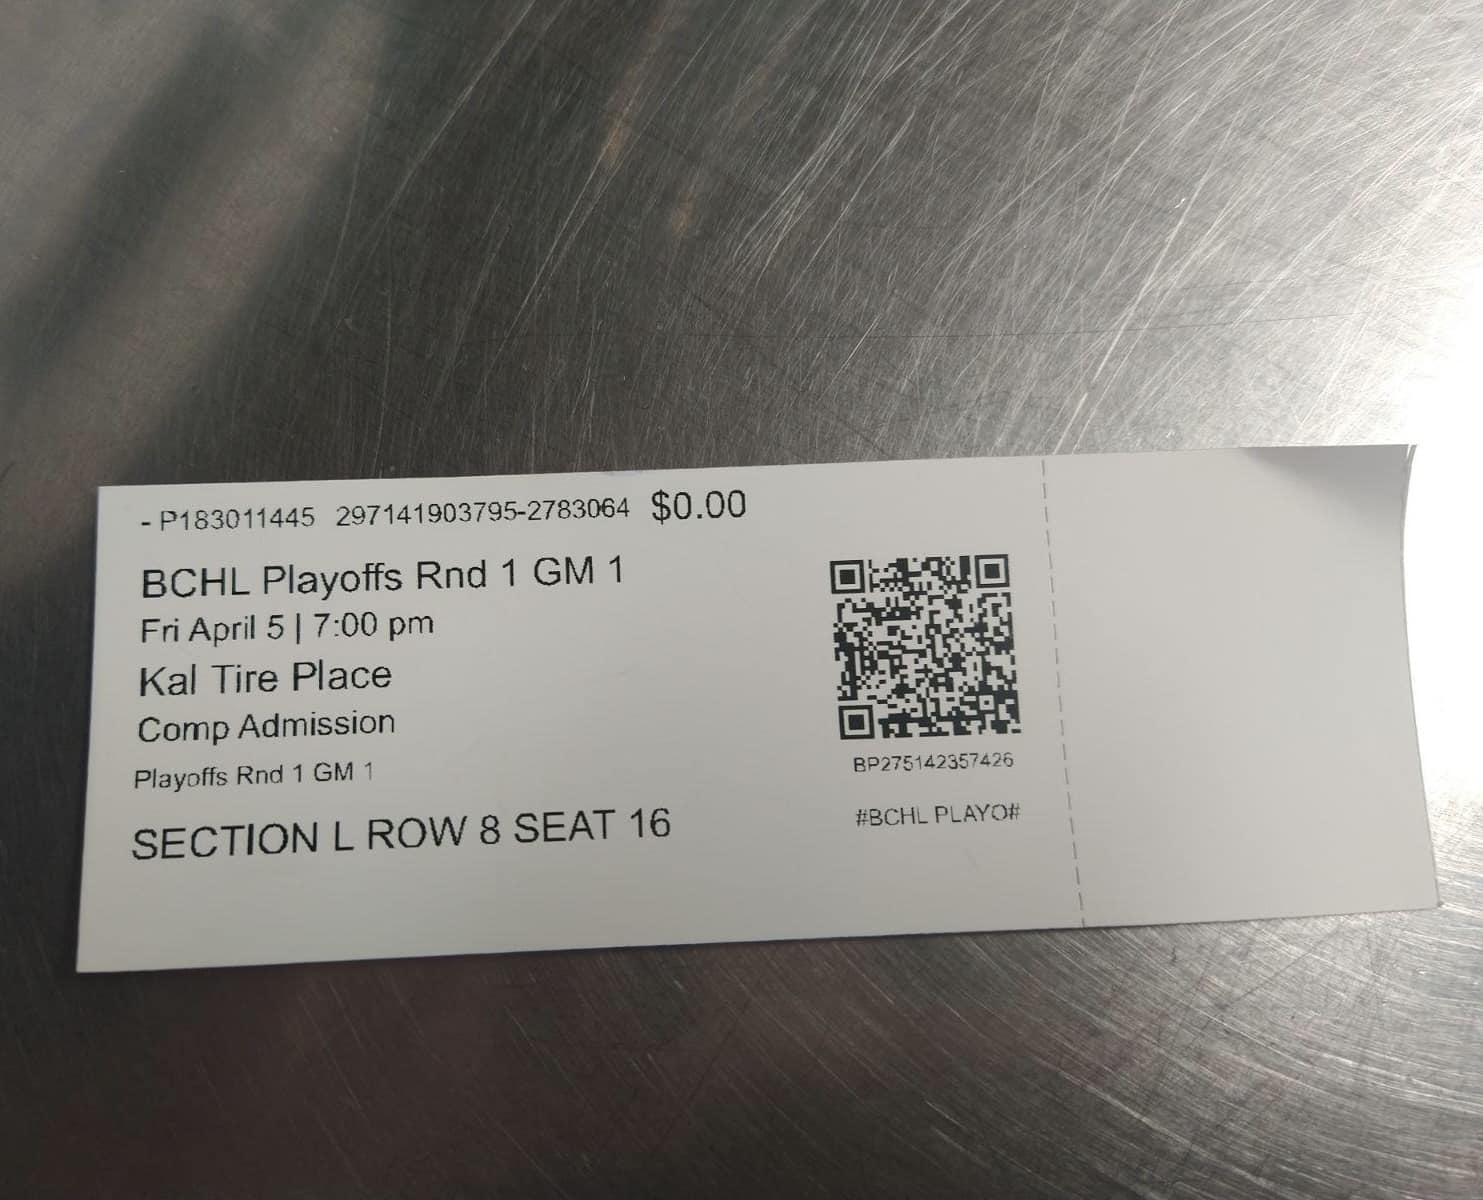 - P183011445 297141903795-2783064 $0.00
BCHL Playoffs Rnd 1 GM 1
Fri April 5 | 7:00 pm
Kal Tire Place
Comp Admission
Playoffs Rnd 1 GM 1
SECTION L ROW 8 SEAT 16
BP275142357426
#BCHL PLAYO#